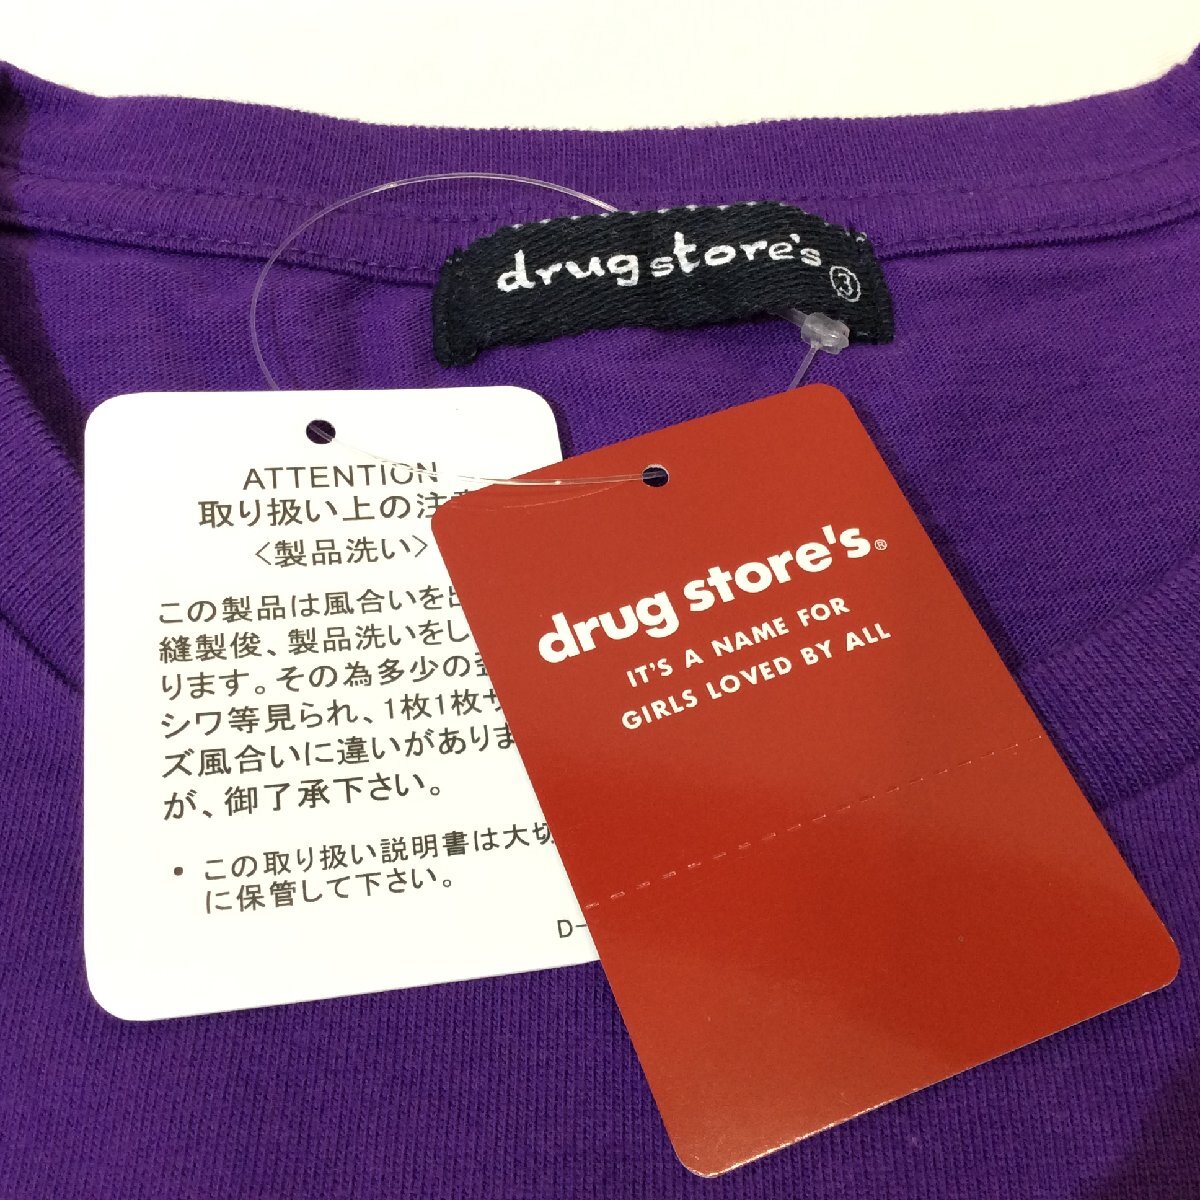 drug store's
3
ATTENTION
取り扱い上の注意
〈製品洗い〉
この製品は風合いを出
縫製俊、製品洗いをし
ります。その為多少の歪
シワ等見られ、1枚1枚サ
ズ風合いに違いがありま
が、御了承下さい。
• この取り扱い説明書は大切
に保管して下さい。
D-
drug store's®
IT'S A NAME FOR
GIRLS LOVED BY ALL